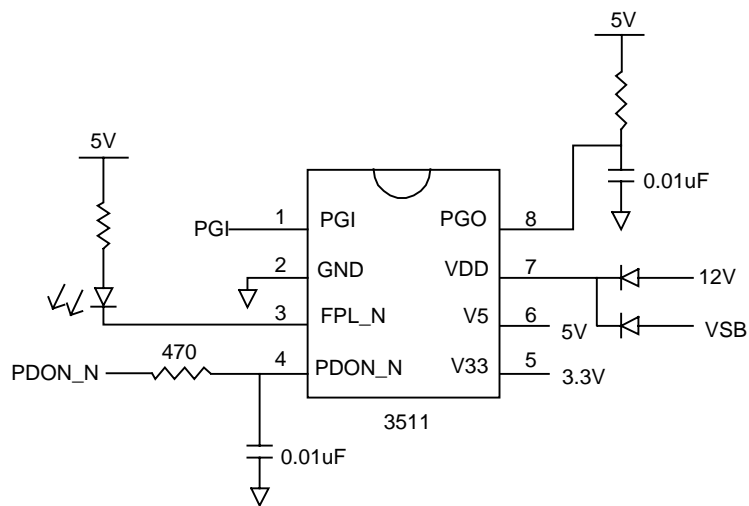 5V
5V
0.01uF
PGI
1
PGI
PGO
8
2
GND
VDD
7
12V
3
FPL_N
V5
6
5V
VSB
PDON_N
470
4
PDON_N
V33
5
3.3V
3511
0.01uF